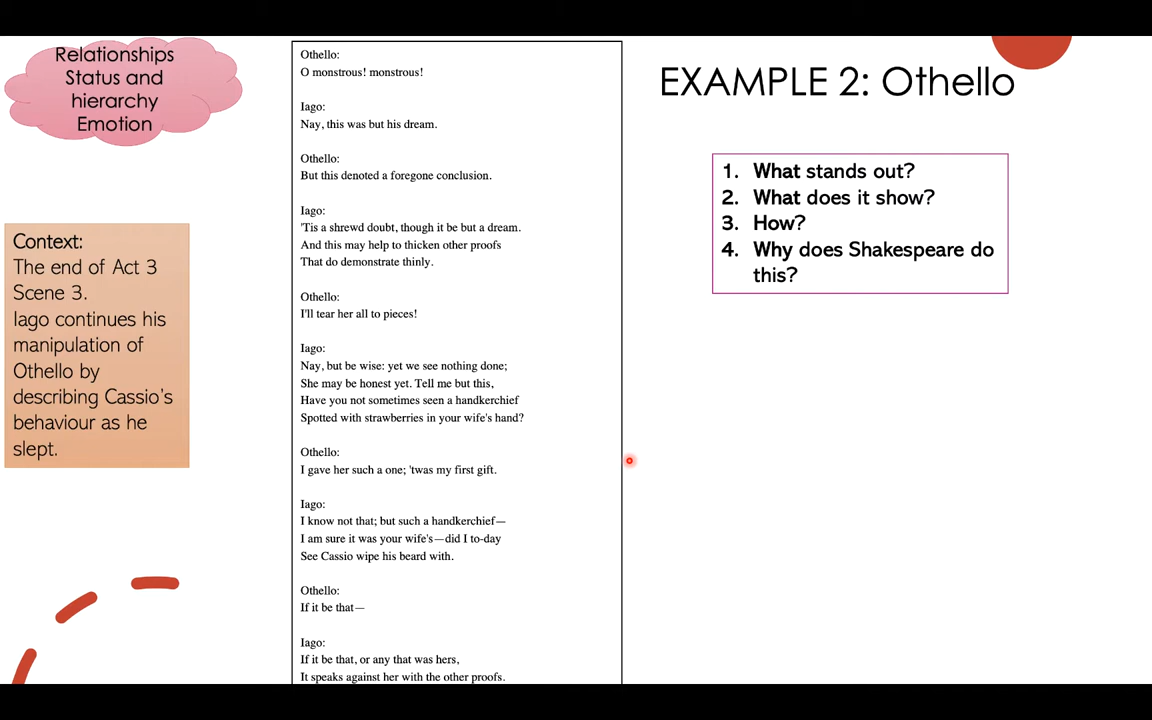 Relationships
Status and
hierarchy
Emotion
Context:
The end of Act 3
Scene 3.
Iago continues his
manipulation of
Othello by
describing Cassio's
behaviour as he
slept.
Othello:
O monstrous! monstrous!
Iago:
Nay, this was but his dream.
Othello:
But this denoted a foregone conclusion.
Iago:
'Tis a shrewd doubt, though it be but a dream.
And this may help to thicken other proofs
That do demonstrate thinly.
Othello:
I'll tear her all to pieces!
Iago:
Nay, but be wise: yet we see nothing done;
She may be honest yet. Tell me but this,
Have you not sometimes seen a handkerchief
Spotted with strawberries in your wife's hand?
Othello:
I gave her such a one; 'twas my first gift.
Iago:
I know not that; but such a handkerchief—
I am sure it was your wife's—did I to-day
See Cassio wipe his beard with.
Othello:
If it be that—
Iago:
If it be that, or any that was hers,
It speaks against her with the other proofs.
EXAMPLE 2: Othello
1. What stands out?
2. What does it show?
3. How?
4. Why does Shakespeare do
this?